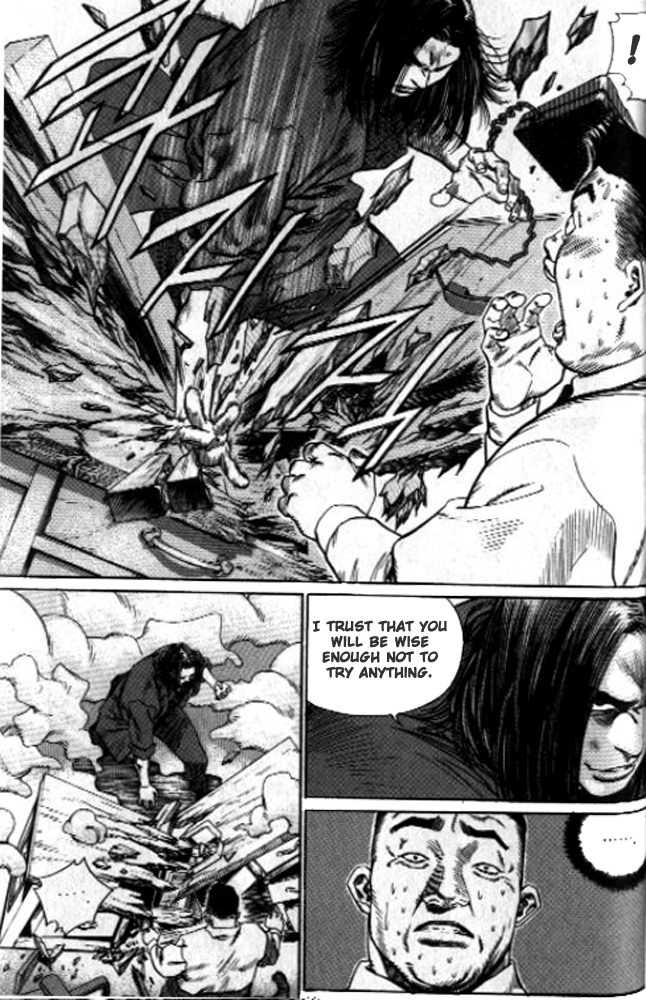 !
I TRUST THAT YOU
WILL BE WISE
ENOUGH NOT TO
TRY ANYTHING.
......
......